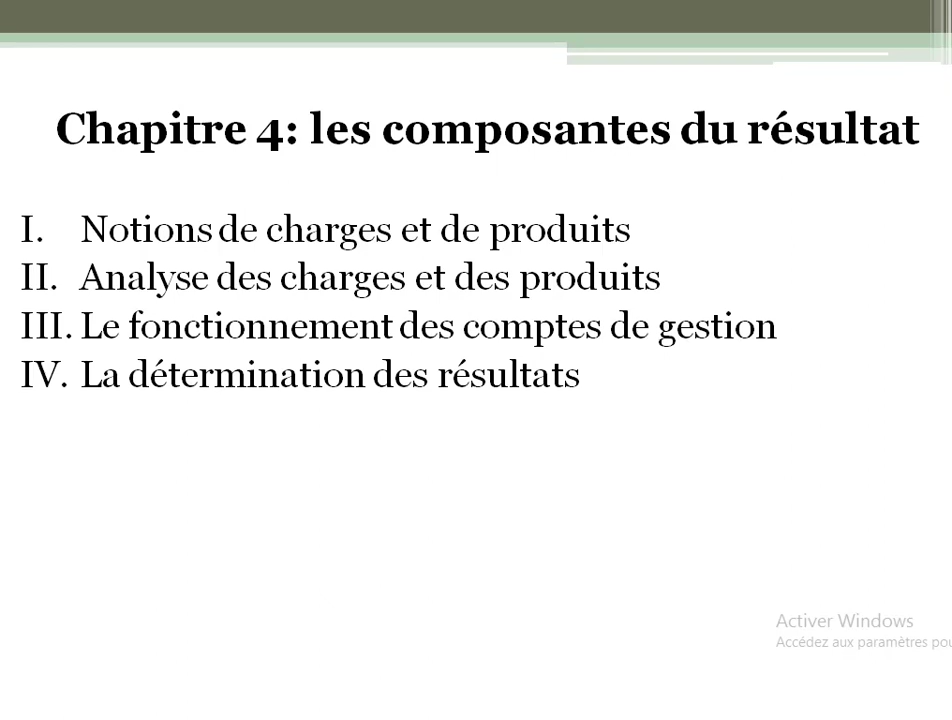 Chapitre 4: les composantes du résultat
I. Notions de charges et de produits
II. Analyse des charges et des produits
III. Le fonctionnement des comptes de gestion
IV. La détermination des résultats
Activer Windows
Accédez aux paramètres